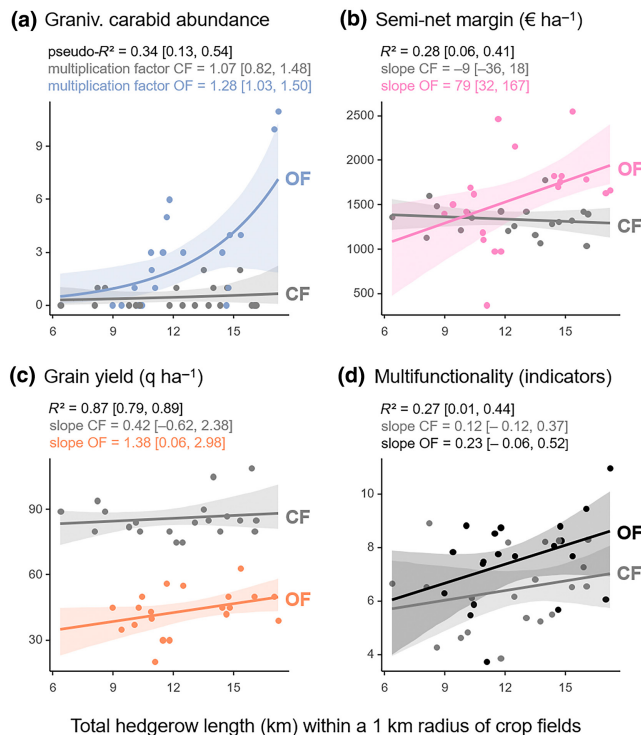 (a) Graniv. carabid abundance
pseudo-R² = 0.34 [0.13, 0.54)
multiplication factor CF = 1.07 [0.82, 1.48]
multiplication factor OF = 1.28 [1.03, 1.50]
9
6
3
0
OF
CF
6 9 12 15
(b) Semi-net margin (€ ha⁻¹)
R² = 0.28 [0.06, 0.41]
slope CF = –9 [–36, 18]
slope OF = 79 [32, 167]
2500
2000
1500
1000
500
OF
CF
6 9 12 15
(c) Grain yield (q ha⁻¹)
R² = 0.87 [0.79, 0.89]
slope CF = 0.42 [–0.62, 2.38]
slope OF = 1.38 [0.06, 2.98]
90
60
30
CF
OF
6 9 12 15
(d) Multifunctionality (indicators)
R² = 0.27 [0.01, 0.44]
slope CF = 0.12 [– 0.12, 0.37]
slope OF = 0.23 [– 0.06, 0.52]
10
8
6
4
OF
CF
6 9 12 15
Total hedgerow length (km) within a 1 km radius of crop fields